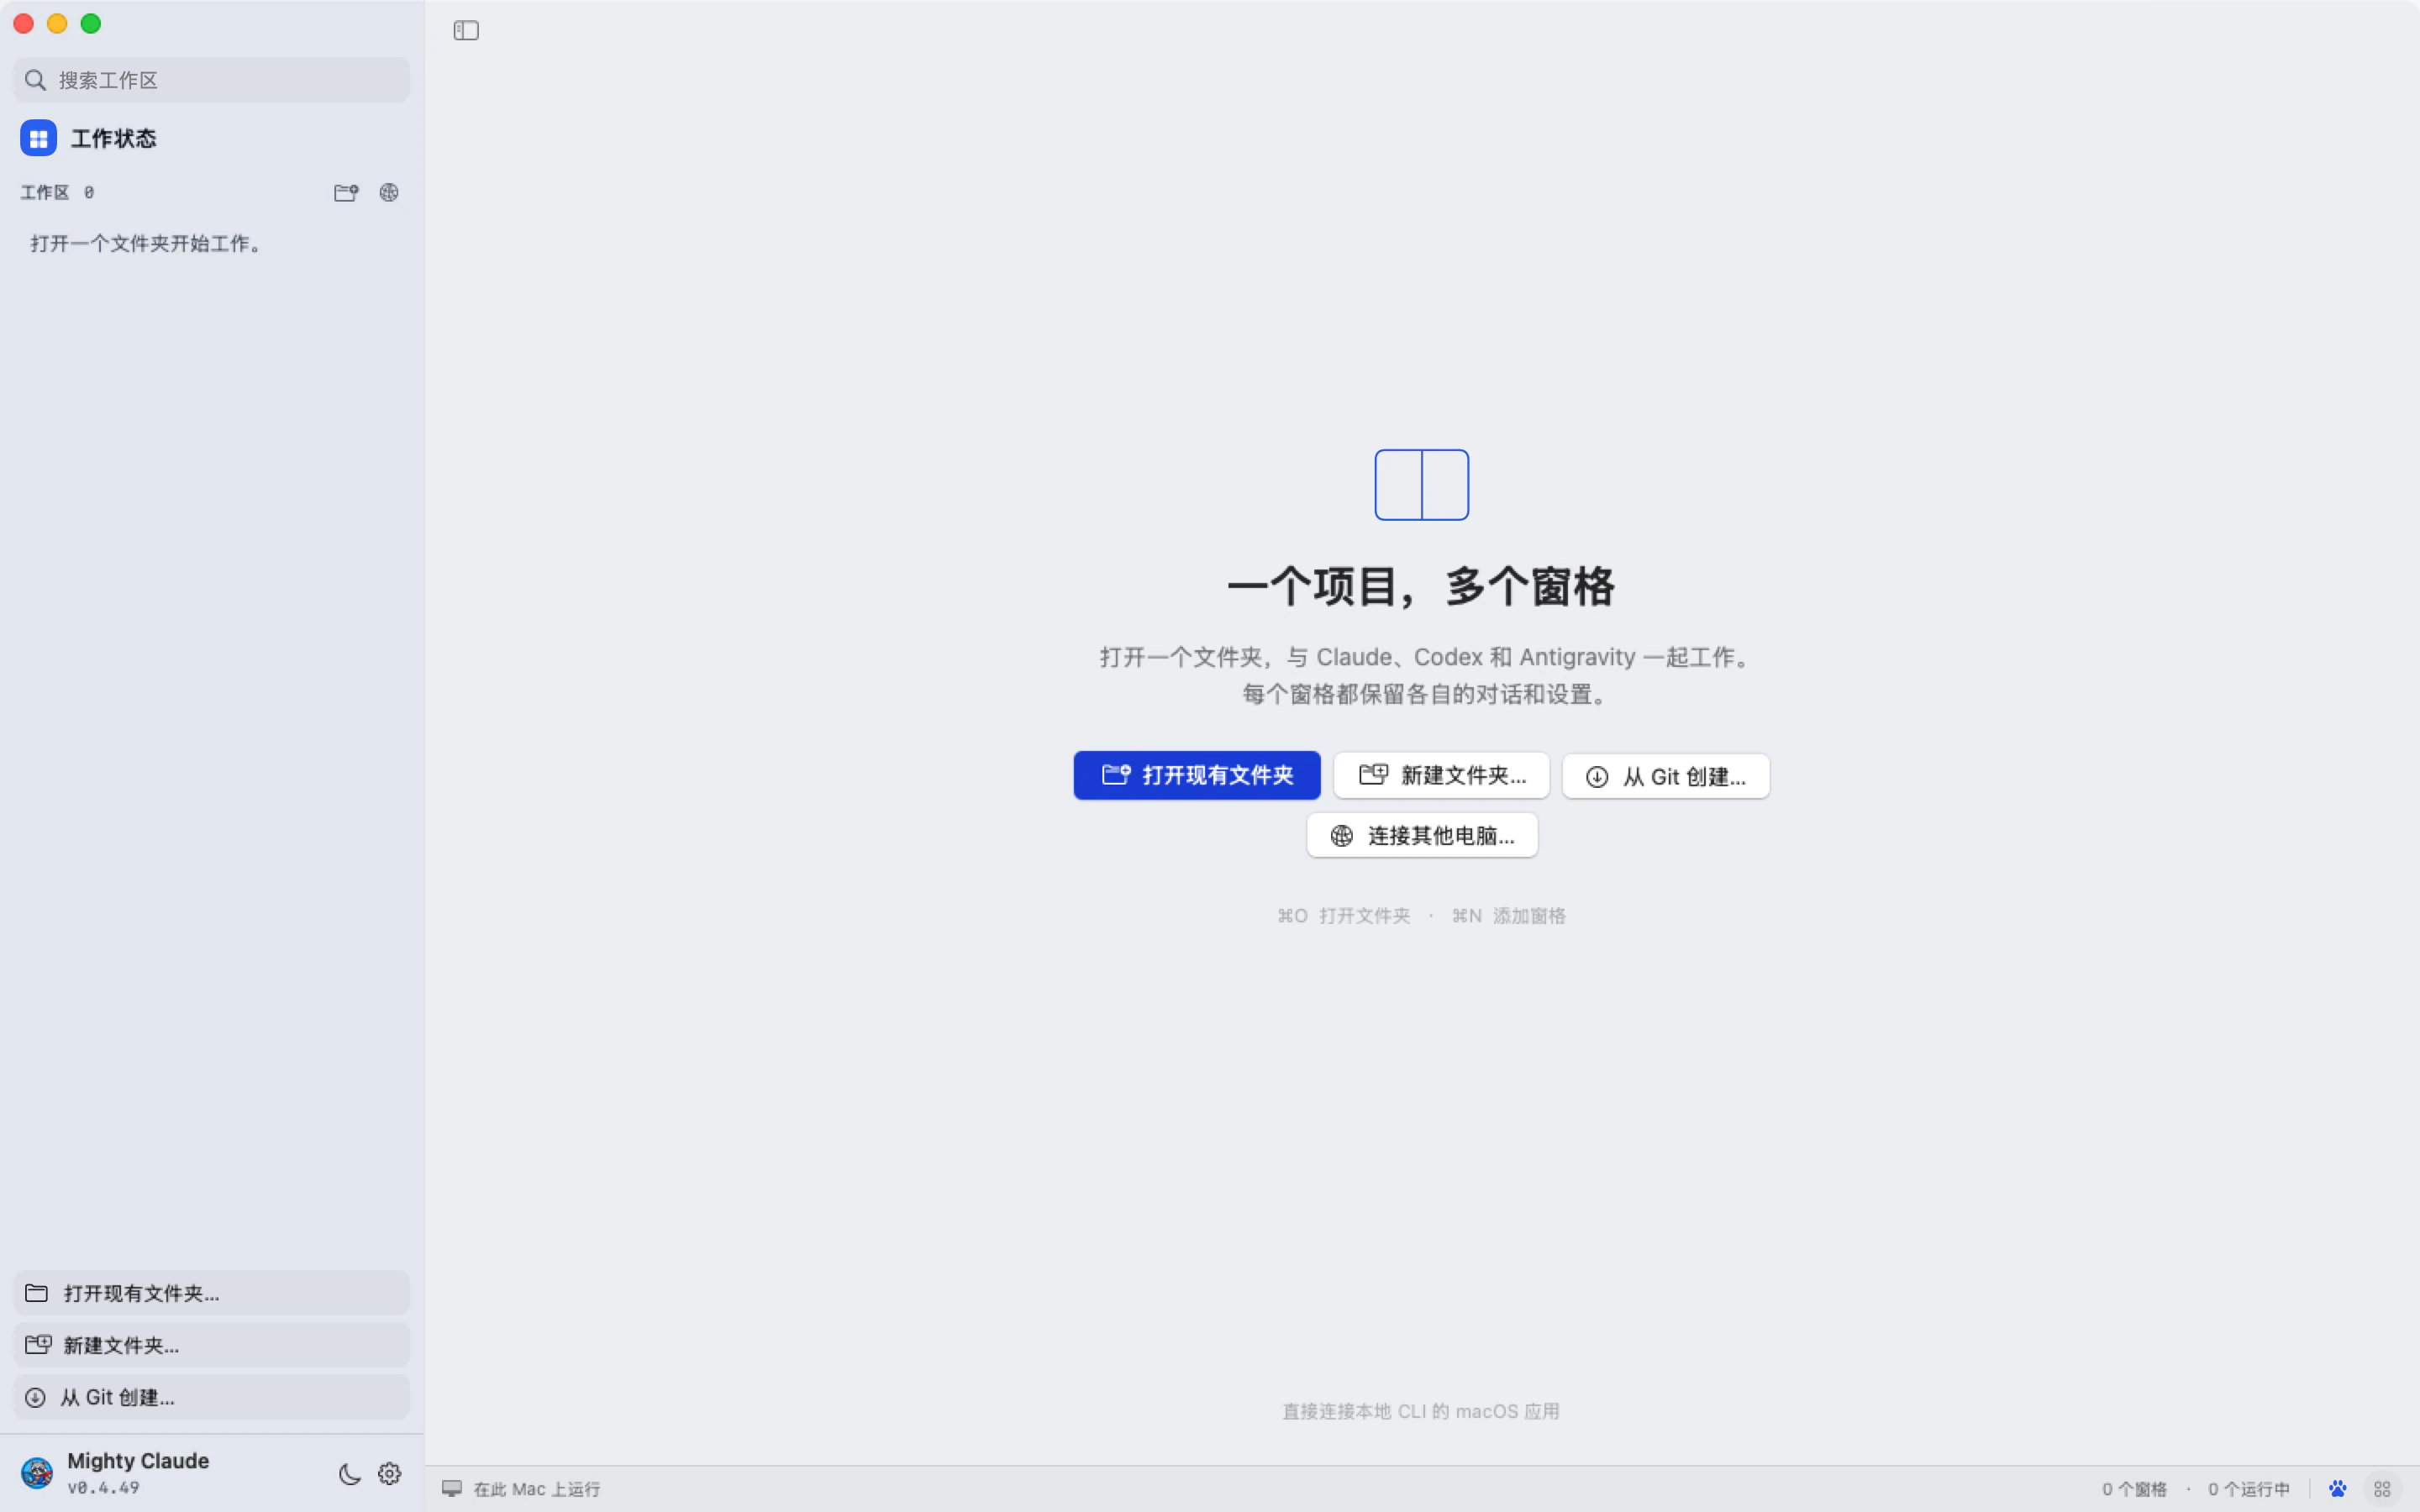 搜索工作区
工作状态
工作区 0
打开一个文件夹开始工作。
一个项目，多个窗格
打开一个文件夹，与 Claude、Codex 和 Antigravity 一起工作。
每个窗格都保留各自的对话和设置。
打开现有文件夹
新建文件夹...
从 Git 创建...
连接其他电脑...
⌘O 打开文件夹 · ⌘N 添加窗格
打开现有文件夹...
新建文件夹...
从 Git 创建...
直接连接本地 CLI 的 macOS 应用
Mighty Claude
v0.4.49
在此 Mac 上运行
0 个窗格 · 0 个运行中